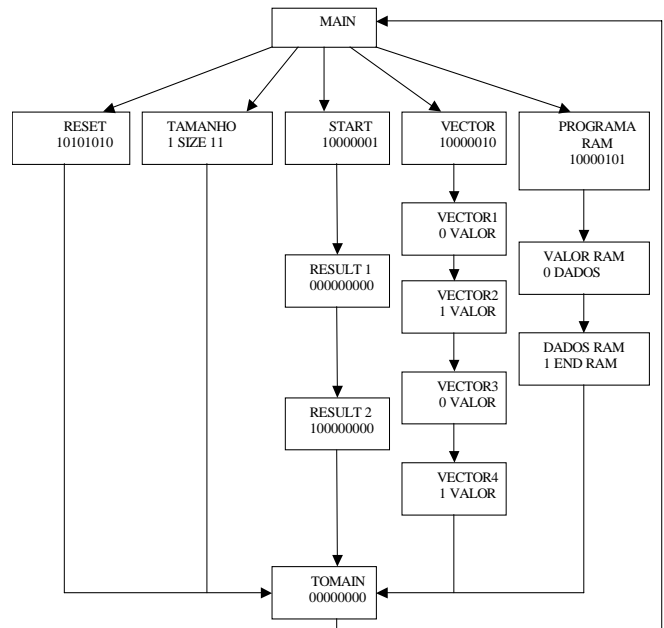 MAIN
RESET
10101010
TAMANHO
1 SIZE 11
START
10000001
VECTOR
10000010
PROGRAMA
RAM
10000101
VECTOR1
0 VALOR
VALOR RAM
0 DADOS
RESULT 1
000000000
VECTOR2
1 VALOR
DADOS RAM
1 END RAM
VECTOR3
0 VALOR
RESULT 2
100000000
VECTOR4
1 VALOR
TOMAIN
00000000